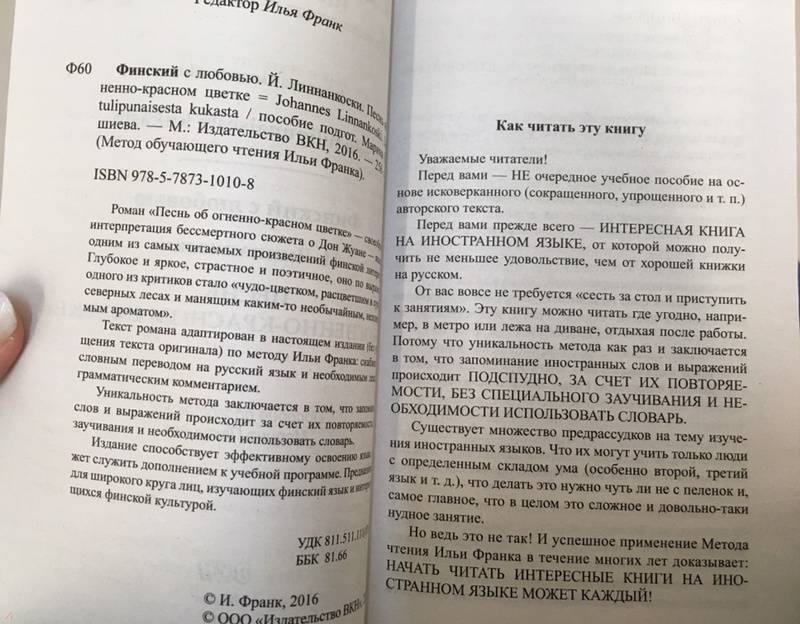 Редактор Илья Франк
Ф60
Финский с любовью. Й. Линнанкоски. Песнь
ненно-красном цветке = Johannes Linnankoski.
tulipunaisesta kukasta / пособие подгот. Марина
шиева. — М.: Издательство ВКН, 2016. —
(Метод обучающего чтения Ильи Франка).
ISBN 978-5-7873-1010-8
Роман «Песнь об огненно-красном цветке» —
интерпретация бессмертного сюжета о Дон Жуане —
одним из самых читаемых произведений финской
Глубокое и яркое, страстное и поэтичное, оно по
одного из критиков стало «чудо-цветком, расцветшим в
северных лесах и манящим каким-то необычайным,
мым ароматом».
Текст романа адаптирован в настоящем издании (без
щения текста оригинала) по методу Ильи Франка:
словным переводом на русский язык и необходимым
грамматическим комментарием.
Уникальность метода заключается в том, что
слов и выражений происходит за счет их повторяемости,
заучивания и необходимости использовать словарь.
Издание способствует эффективному освоению языка,
жет служить дополнением к учебной программе.
для широкого круга лиц, изучающих финский язык и
щихся финской культурой.
УДК 811.511.11
ББК 81.66
© И. Франк, 2016
© ООО «Издательство ВКН»,
Как читать эту книгу
Уважаемые читатели!
Перед вами — НЕ очередное учебное пособие на ос-
нове исковерканного (сокращенного, упрощенного и т. п.)
авторского текста.
Перед вами прежде всего — ИНТЕРЕСНАЯ КНИГА
НА ИНОСТРАННОМ ЯЗЫКЕ, от которой можно полу-
чить не меньшее удовольствие, чем от хорошей книжки
на русском.
От вас вовсе не требуется «сесть за стол и приступить
к занятиям». Эту книгу можно читать где угодно, напри-
мер, в метро или лежа на диване, отдыхая после работы.
Потому что уникальность метода как раз и заключается
в том, что запоминание иностранных слов и выражений
происходит ПОДСПУДНО, ЗА СЧЕТ ИХ ПОВТОРЯЕ-
МОСТИ, БЕЗ СПЕЦИАЛЬНОГО ЗАУЧИВАНИЯ И НЕ-
ОБХОДИМОСТИ ИСПОЛЬЗОВАТЬ СЛОВАРЬ.
Существует множество предрассудков на тему изуче-
ния иностранных языков. Что их могут учить только люди
с определенным складом ума (особенно второй, третий
язык и т. д.), что делать это нужно чуть ли не с пеленок и,
самое главное, что в целом это сложное и довольно-таки
нудное занятие.
Но ведь это не так! И успешное применение Метода
чтения Ильи Франка в течение многих лет доказывает:
НАЧАТЬ ЧИТАТЬ ИНТЕРЕСНЫЕ КНИГИ НА ИНО-
СТРАННОМ ЯЗЫКЕ МОЖЕТ КАЖДЫЙ!